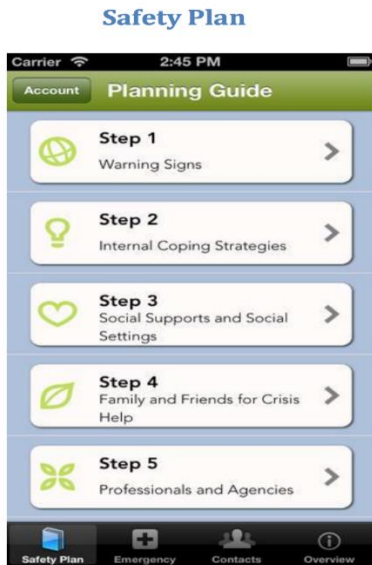 Safety Plan
Carrier 2:45 PM
Account Planning Guide
Step 1
Warning Signs
Step 2
Internal Coping Strategies
Step 3
Social Supports and Social
Settings
Step 4
Family and Friends for Crisis
Help
Step 5
Professionals and Agencies
Safety Plan Emergency Contacts Overview